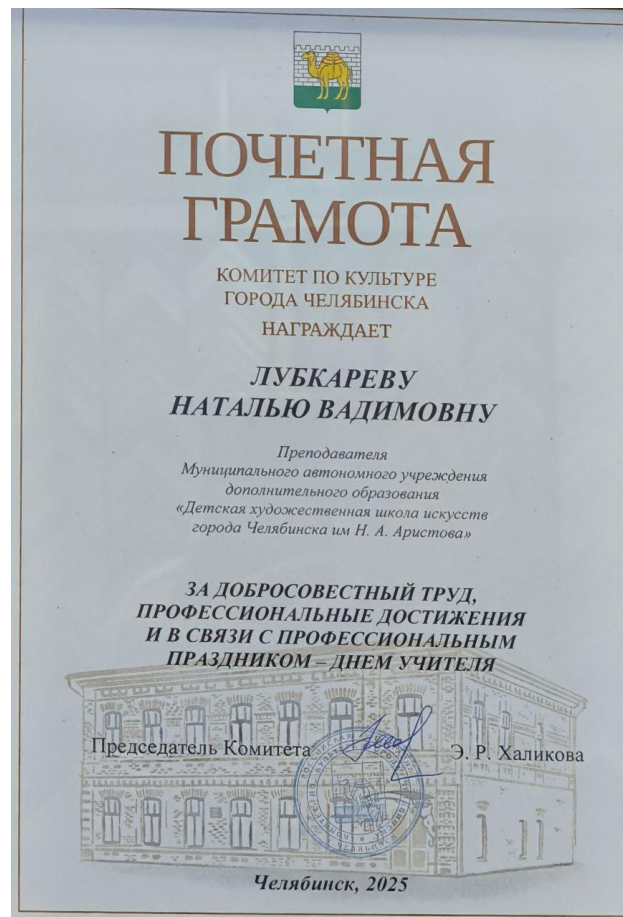 ПОЧЕТНАЯ
ГРАМОТА
КОМИТЕТ ПО КУЛЬТУРЕ
ГОРОДА ЧЕЛЯБИНСКА
НАГРАЖДАЕТ
ЛУБКАРЕВУ
НАТАЛЬЮ ВАДИМОВНУ
Преподавателя
Муниципального автономного учреждения
дополнительного образования
«Детская художественная школа искусств
города Челябинска им Н. А. Аристова»
ЗА ДОБРОСОВЕСТНЫЙ ТРУД,
ПРОФЕССИОНАЛЬНЫЕ ДОСТИЖЕНИЯ
И В СВЯЗИ С ПРОФЕССИОНАЛЬНЫМ
ПРАЗДНИКОМ – ДНЕМ УЧИТЕЛЯ
Председатель Комитета Э. Р. Халикова
Челябинск, 2025